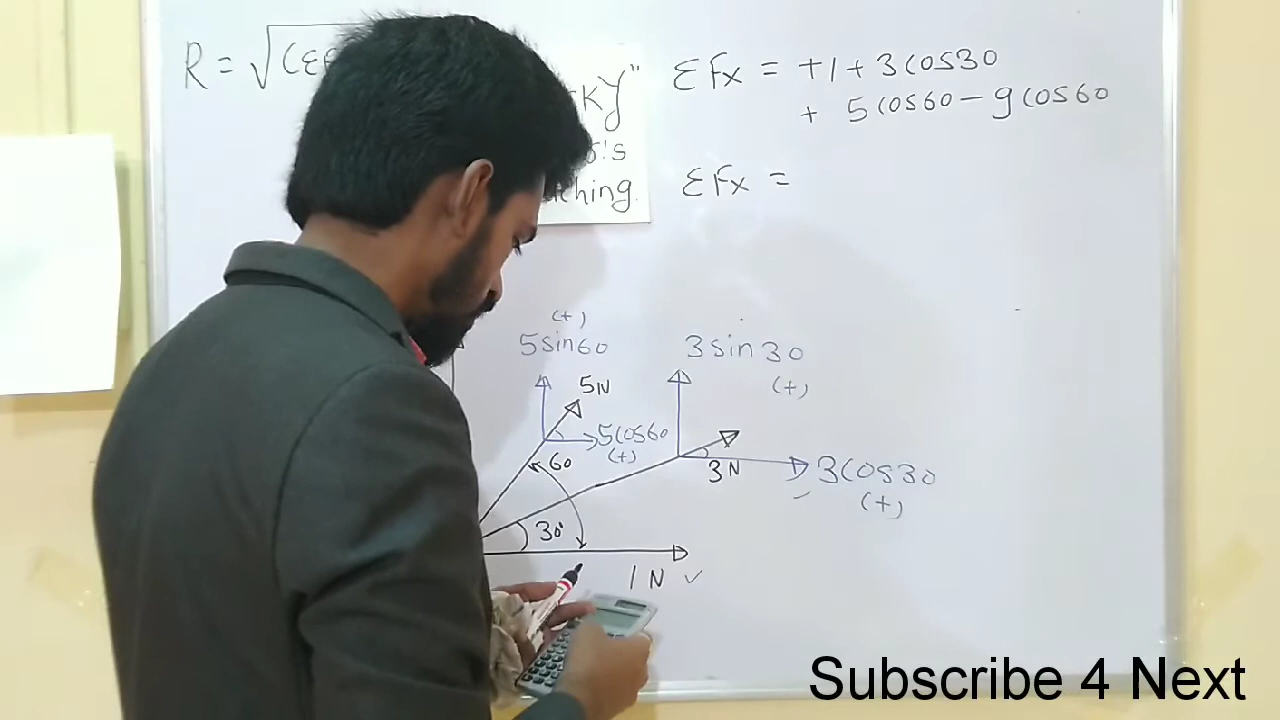 R = √(ΣF
ΣFx = +1 + 3cos30
+ 5cos60 - 9cos60
KY"
's
ching.
ΣFx =
(+)
5sin60
3sin30
(+)
5N
5cos60
(+)
60
3N
3cos30
(+)
30°
1N ✓
Subscribe 4 Next